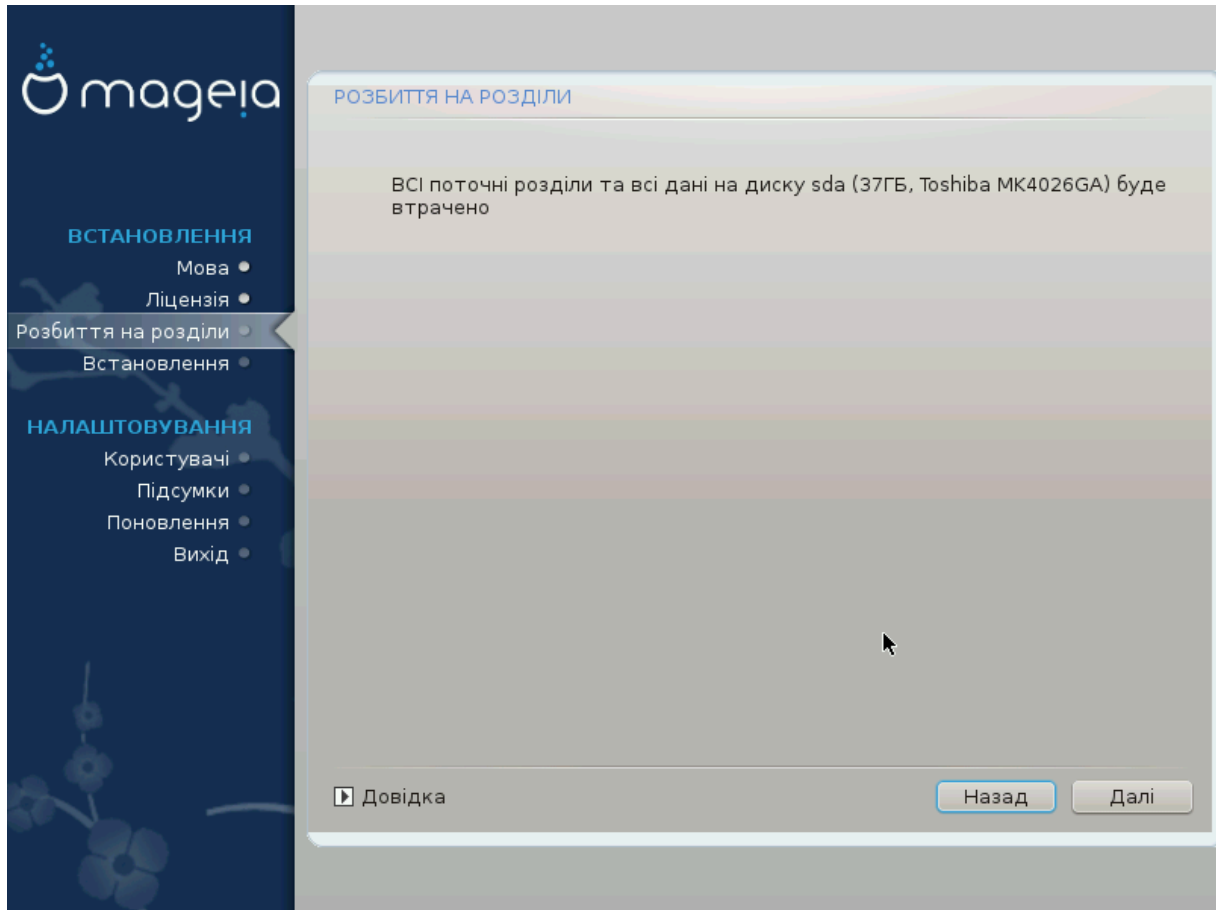 mageia
ВСТАНОВЛЕННЯ
Мова
Ліцензія
Розбиття на розділи
Встановлення
НАЛАШТОВУВАННЯ
Користувачі
Підсумки
Поновлення
Вихід
РОЗБИТТЯ НА РОЗДІЛИ
ВСІ поточні розділи та всі дані на диску sda (37ГБ, Toshiba MK4026GA) буде
втрачено
Довідка
Назад
Далі